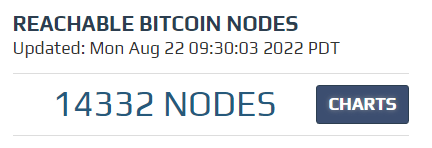 REACHABLE BITCOIN NODES
Updated: Mon Aug 22 09:30:03 2022 PDT
14332 NODES
CHARTS